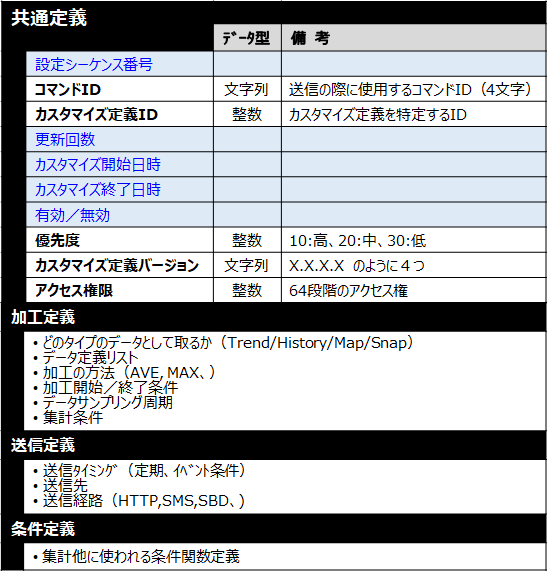 共通定義
ﾃﾞｰﾀ型 備 考
設定シーケンス番号
コマンドID 文字列 送信の際に使用するコマンドID（4文字）
カスタマイズ定義ID 整数 カスタマイズ定義を特定するID
更新回数
カスタマイズ開始日時
カスタマイズ終了日時
有効／無効
優先度 整数 10:高、20:中、30:低
カスタマイズ定義バージョン 文字列 X.X.X.X のように４つ
アクセス権限 整数 64段階のアクセス権
加工定義
・どのタイプのデータとして取るか（Trend/History/Map/Snap）
・データ定義リスト
・加工の方法（AVE,MAX、）
・加工開始／終了条件
・データサンプリング周期
・集計条件
送信定義
・送信ﾀｲﾐﾝｸﾞ（定期、ｲﾍﾞﾝﾄ条件）
・送信先
・送信経路（HTTP,SMS,SBD、）
条件定義
・集計他に使われる条件関数定義